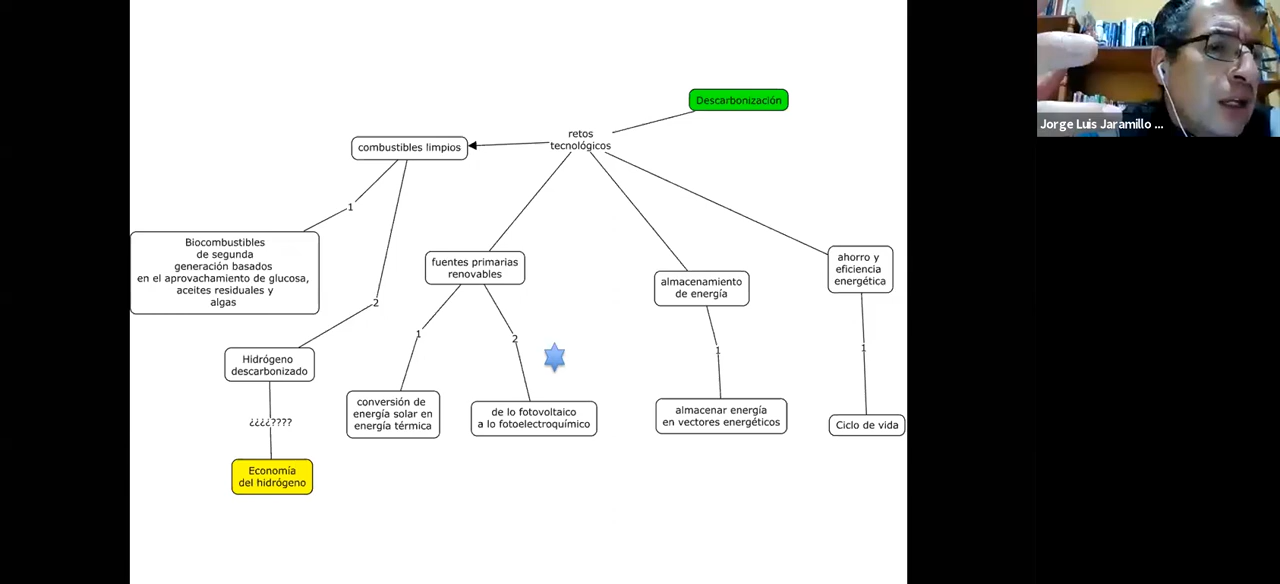 Descarbonización
retos
tecnológicos
combustibles limpios
1
Biocombustibles
de segunda
generación basados
en el aprovachamiento de glucosa,
aceites residuales y
algas
2
Hidrógeno
descarbonizado
¿¿¿¿????
Economía
del hidrógeno
fuentes primarias
renovables
1
conversión de
energía solar en
energía térmica
2
de lo fotovoltaico
a lo fotoelectroquímico
almacenamiento
de energía
1
almacenar energía
en vectores energéticos
ahorro y
eficiencia
energética
1
Ciclo de vida
Jorge Luis Jaramillo ...